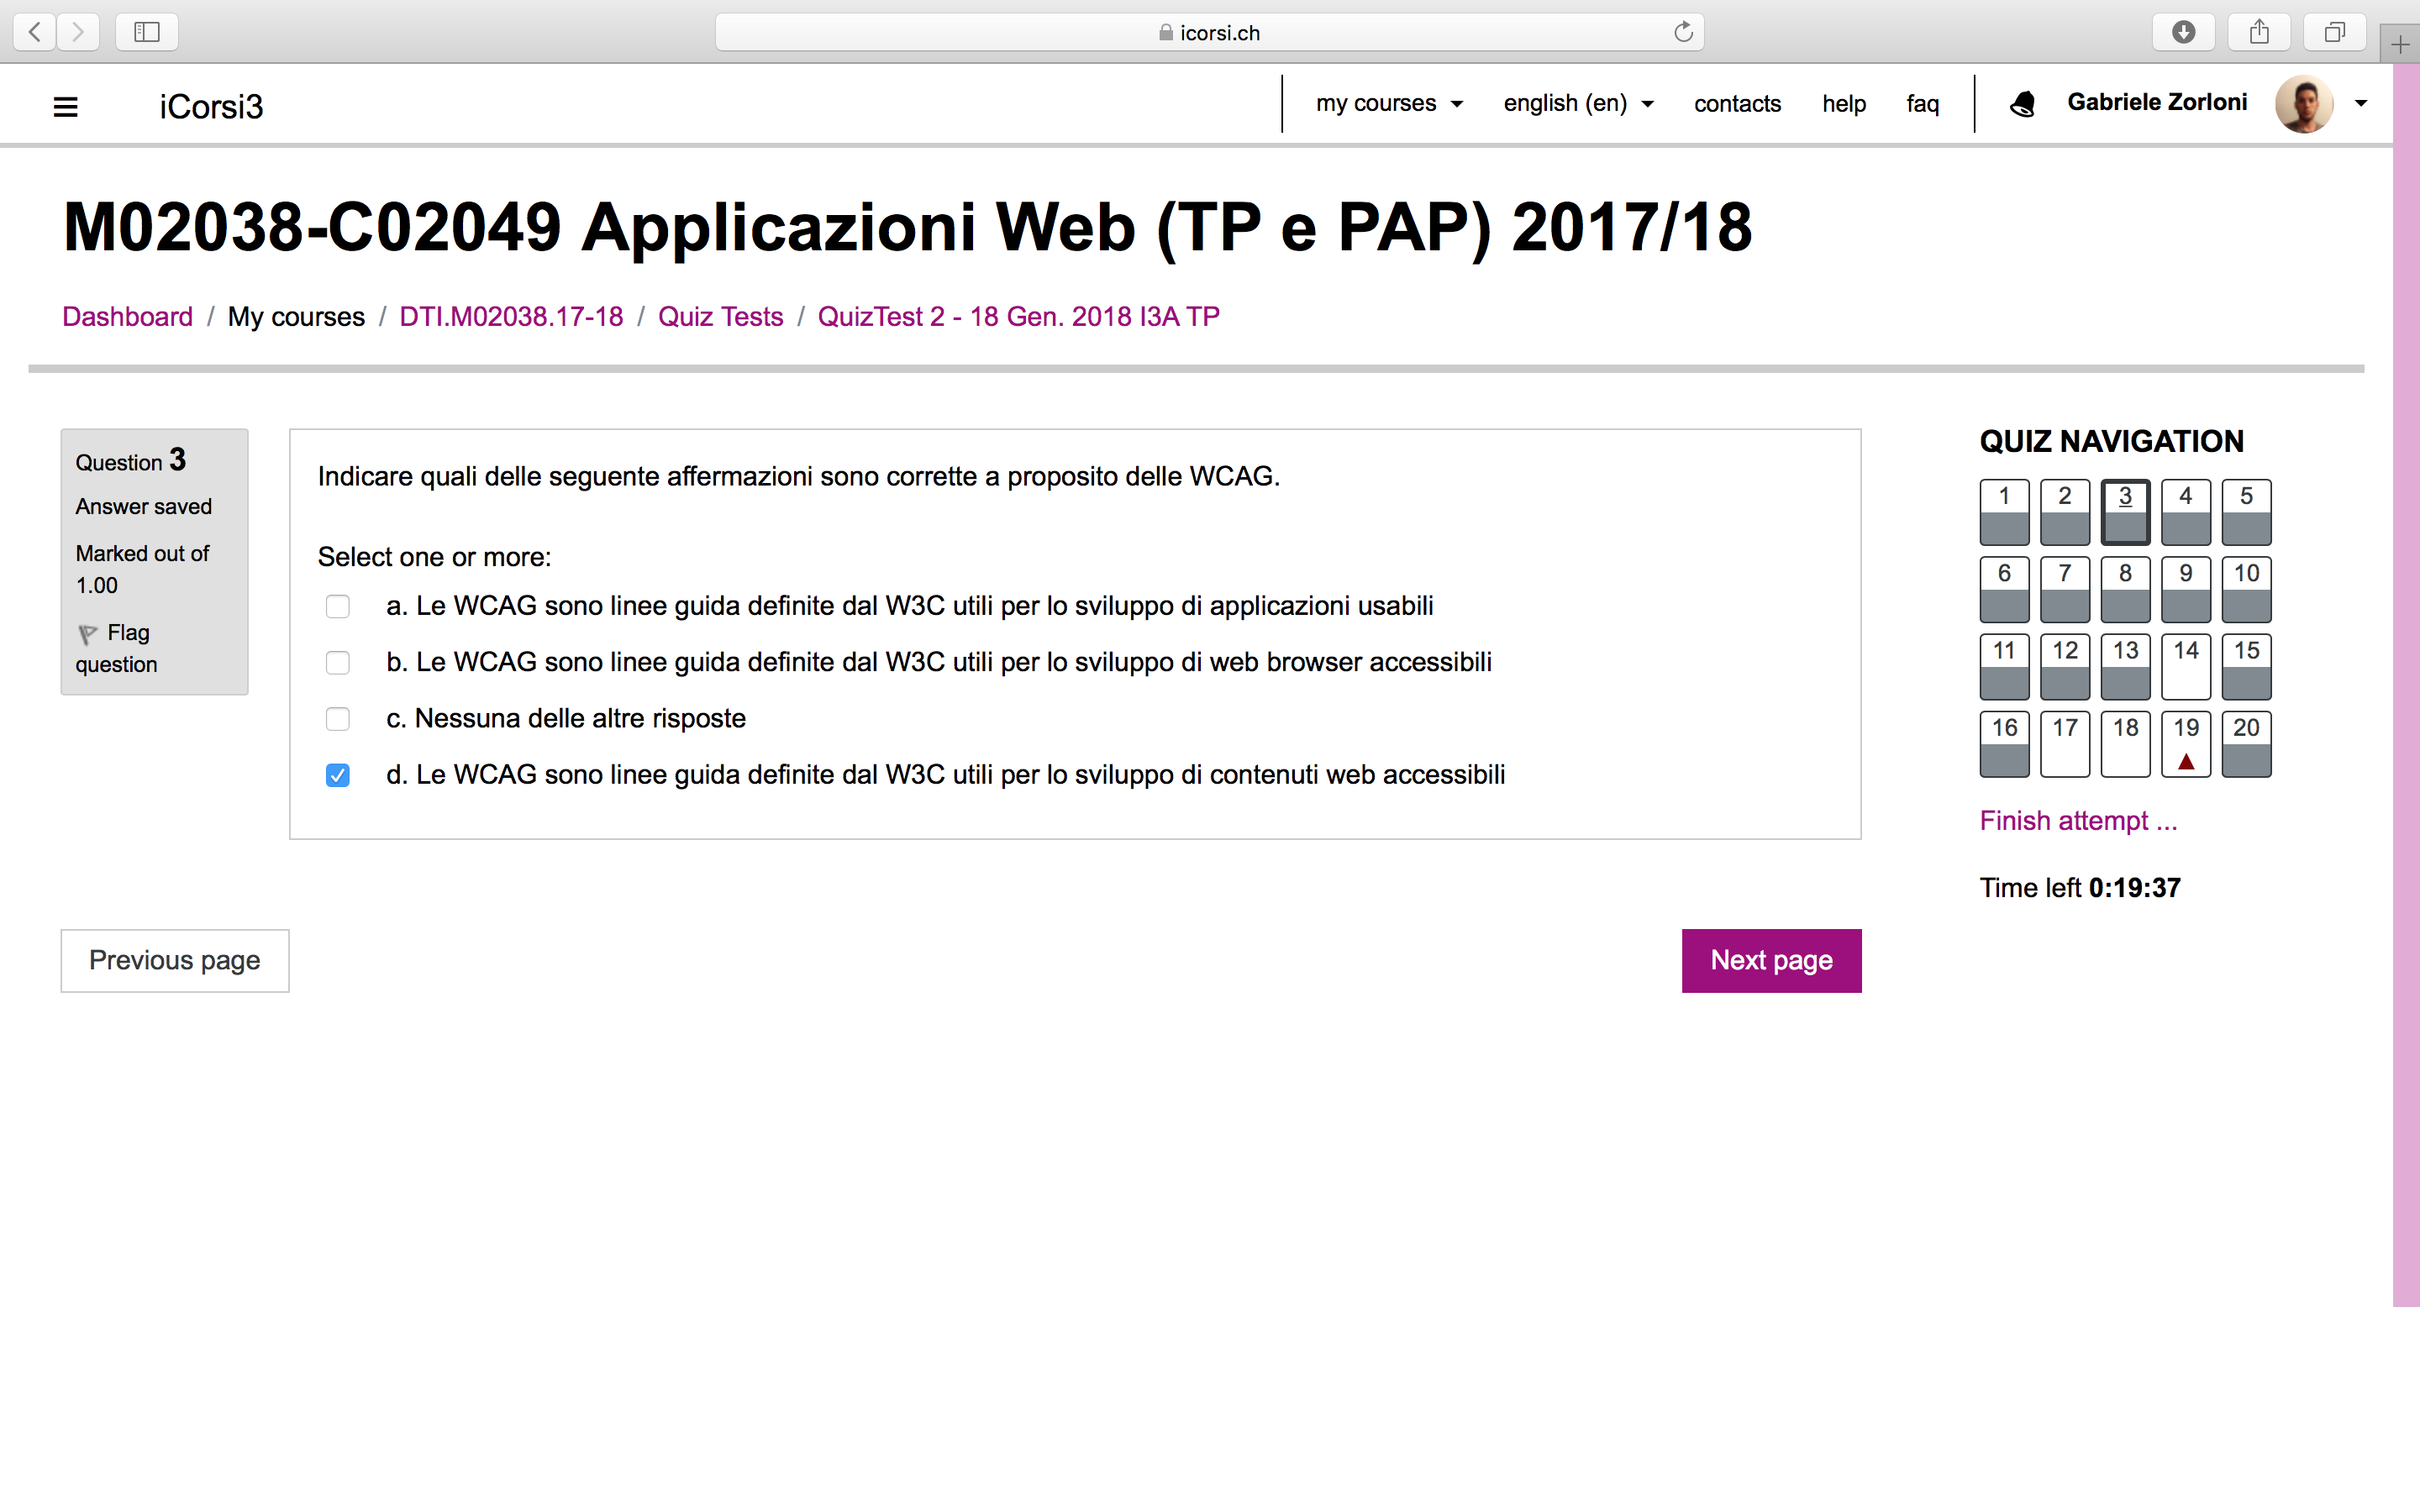 icorsi.ch
iCorsi3
my courses
english (en)
contacts
help
faq
Gabriele Zorloni
M02038-C02049 Applicazioni Web (TP e PAP) 2017/18
Dashboard / My courses / DTI.M02038.17-18 / Quiz Tests / QuizTest 2 - 18 Gen. 2018 I3A TP
Question 3
Answer saved
Marked out of
1.00
Flag
question
Indicare quali delle seguente affermazioni sono corrette a proposito delle WCAG.
Select one or more:
a. Le WCAG sono linee guida definite dal W3C utili per lo sviluppo di applicazioni usabili
b. Le WCAG sono linee guida definite dal W3C utili per lo sviluppo di web browser accessibili
c. Nessuna delle altre risposte
d. Le WCAG sono linee guida definite dal W3C utili per lo sviluppo di contenuti web accessibili
Previous page
Next page
QUIZ NAVIGATION
1 2 3 4 5
6 7 8 9 10
11 12 13 14 15
16 17 18 19 20
Finish attempt ...
Time left 0:19:37